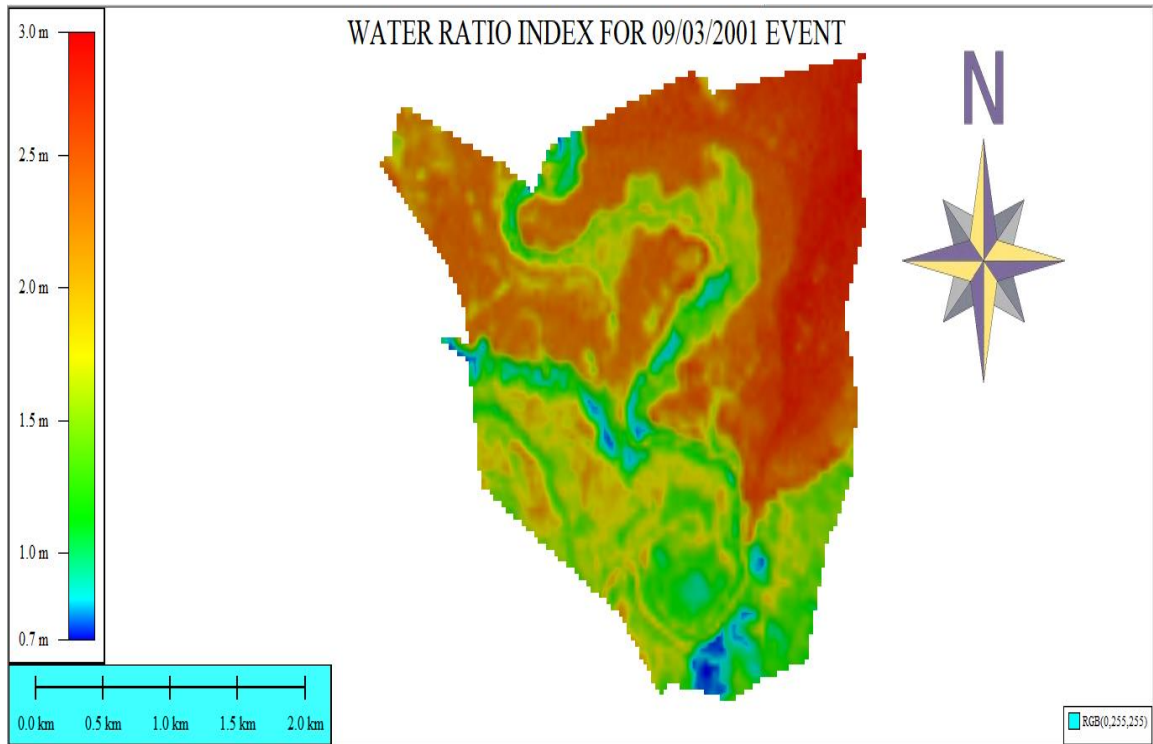 WATER RATIO INDEX FOR 09/03/2001 EVENT
N
3.0 m
2.5 m
2.0 m
1.5 m
1.0 m
0.7 m
0.0 km 0.5 km 1.0 km 1.5 km 2.0 km
RGB(0,255,255)